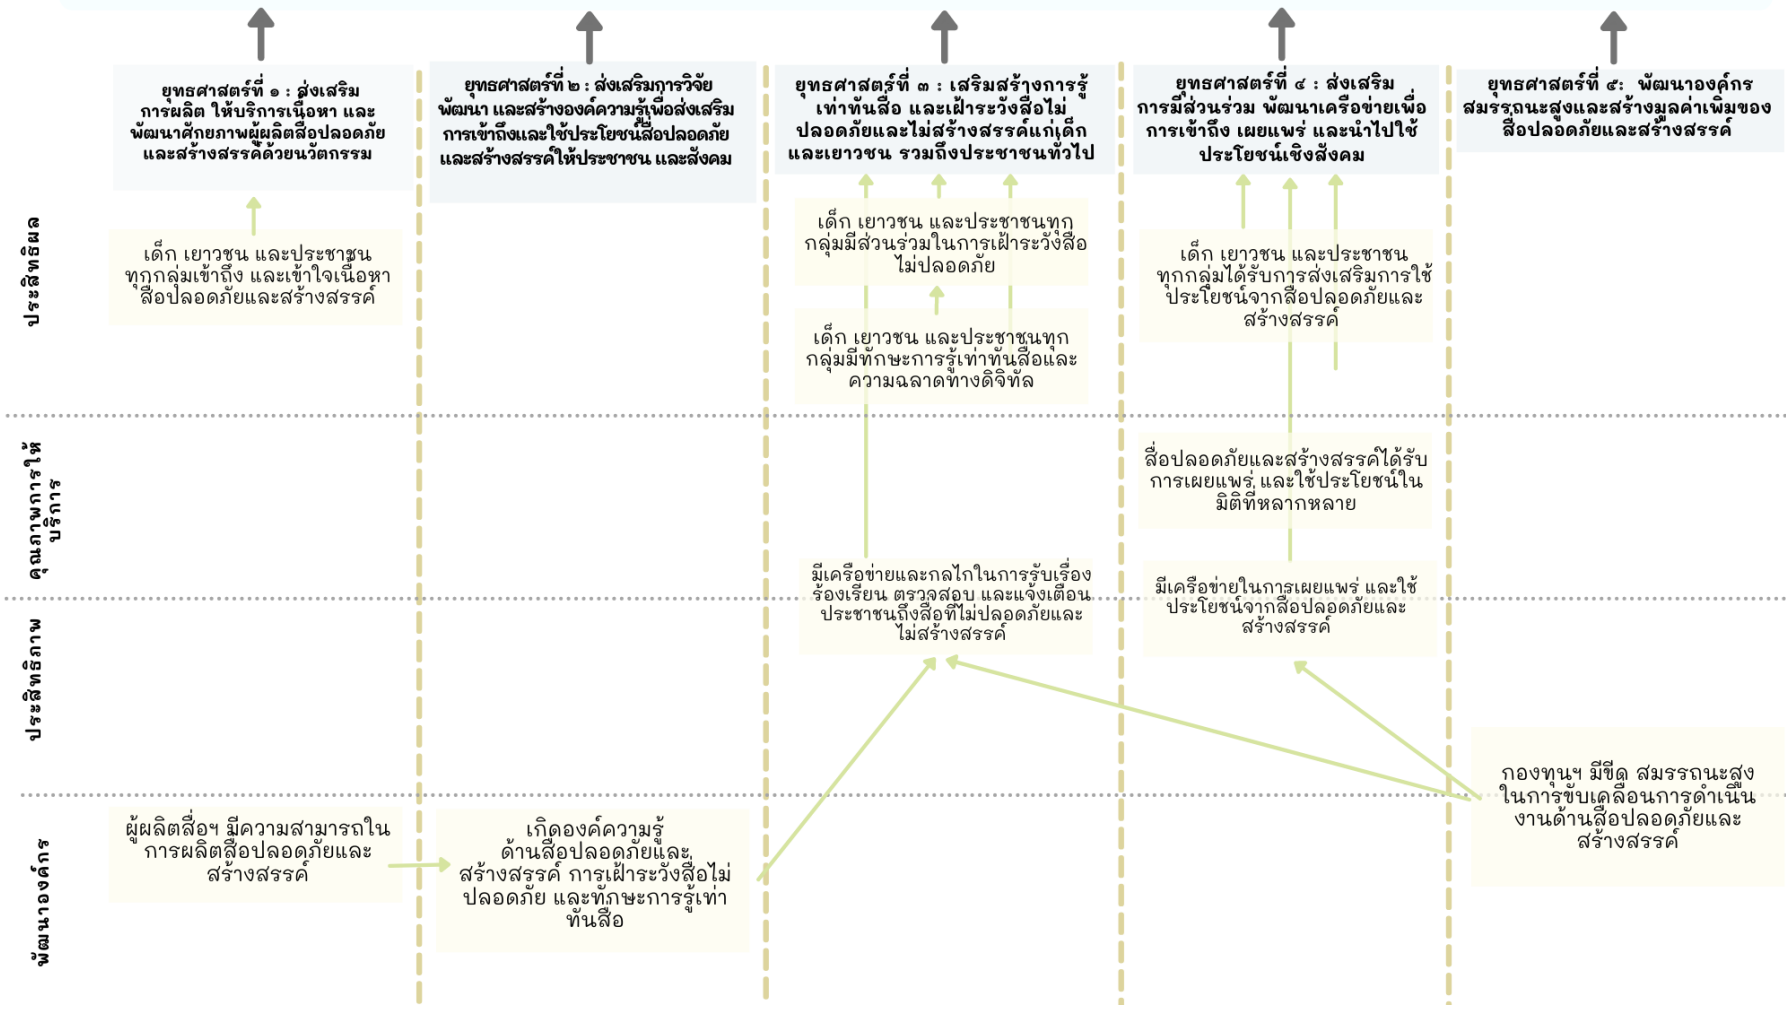 ยุทธศาสตร์ที่ ๑ : ส่งเสริม
การผลิต ให้บริการเนื้อหา และ
พัฒนาศักยภาพผู้ผลิตสื่อปลอดภัย
และสร้างสรรค์ด้วยนวัตกรรม
ยุทธศาสตร์ที่ ๒ : ส่งเสริมการวิจัย
พัฒนา และสร้างองค์ความรู้เพื่อส่งเสริม
การเข้าถึงและใช้ประโยชน์สื่อปลอดภัย
และสร้างสรรค์ให้ประชาชน และสังคม
ยุทธศาสตร์ที่ ๓ : เสริมสร้างการรู้
เท่าทันสื่อ และเฝ้าระวังสื่อไม่
ปลอดภัยและไม่สร้างสรรค์แก่เด็ก
และเยาวชน รวมถึงประชาชนทั่วไป
ยุทธศาสตร์ที่ ๔ : ส่งเสริม
การมีส่วนร่วม พัฒนาเครือข่ายเพื่อ
การเข้าถึง เผยแพร่ และนำไปใช้
ประโยชน์เชิงสังคม
ยุทธศาสตร์ที่ ๕: พัฒนาองค์กร
สมรรถนะสูงและสร้างมูลค่าเพิ่มของ
สื่อปลอดภัยและสร้างสรรค์
ประสิทธิผล
เด็ก เยาวชน และประชาชน
ทุกกลุ่มเข้าถึง และเข้าใจเนื้อหา
สื่อปลอดภัยและสร้างสรรค์
เด็ก เยาวชน และประชาชนทุก
กลุ่มมีส่วนร่วมในการเฝ้าระวังสื่อ
ไม่ปลอดภัย
เด็ก เยาวชน และประชาชนทุก
กลุ่มมีทักษะการรู้เท่าทันสื่อและ
ความฉลาดทางดิจิทัล
เด็ก เยาวชน และประชาชน
ทุกกลุ่มได้รับการส่งเสริมการใช้
ประโยชน์จากสื่อปลอดภัยและ
สร้างสรรค์
คุณภาพการให้
บริการ
สื่อปลอดภัยและสร้างสรรค์ได้รับ
การเผยแพร่ และใช้ประโยชน์ใน
มิติที่หลากหลาย
มีเครือข่ายและกลไกในการรับเรื่อง
ร้องเรียน ตรวจสอบ และแจ้งเตือน
ประชาชนถึงสื่อที่ไม่ปลอดภัยและ
ไม่สร้างสรรค์
มีเครือข่ายในการเผยแพร่ และใช้
ประโยชน์จากสื่อปลอดภัยและ
สร้างสรรค์
ประสิทธิภาพ
กองทุนฯ มีขีด สมรรถนะสูง
ในการขับเคลื่อนการดำเนิน
งานด้านสื่อปลอดภัยและ
สร้างสรรค์
พัฒนาองค์กร
ผู้ผลิตสื่อฯ มีความสามารถใน
การผลิตสื่อปลอดภัยและ
สร้างสรรค์
เกิดองค์ความรู้
ด้านสื่อปลอดภัยและ
สร้างสรรค์ การเฝ้าระวังสื่อไม่
ปลอดภัย และทักษะการรู้เท่า
ทันสื่อ